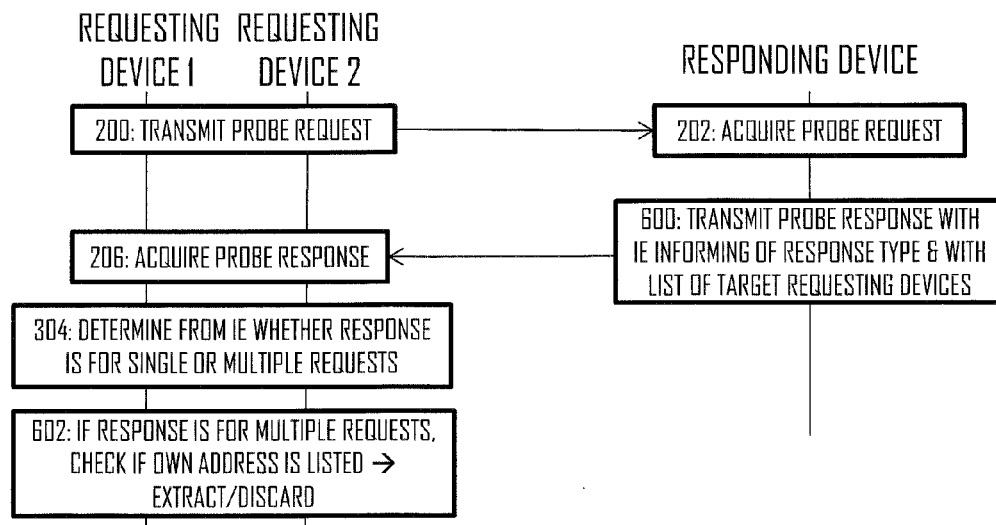 REQUESTING DEVICE 1
REQUESTING DEVICE 2
RESPONDING DEVICE
200: TRANSMIT PROBE REQUEST
202: ACQUIRE PROBE REQUEST
600: TRANSMIT PROBE RESPONSE WITH
IE INFORMING OF RESPONSE TYPE & WITH
LIST OF TARGET REQUESTING DEVICES
206: ACQUIRE PROBE RESPONSE
304: DETERMINE FROM IE WHETHER RESPONSE
IS FOR SINGLE OR MULTIPLE REQUESTS
602: IF RESPONSE IS FOR MULTIPLE REQUESTS,
CHECK IF OWN ADDRESS IS LISTED →
EXTRACT/DISCARD